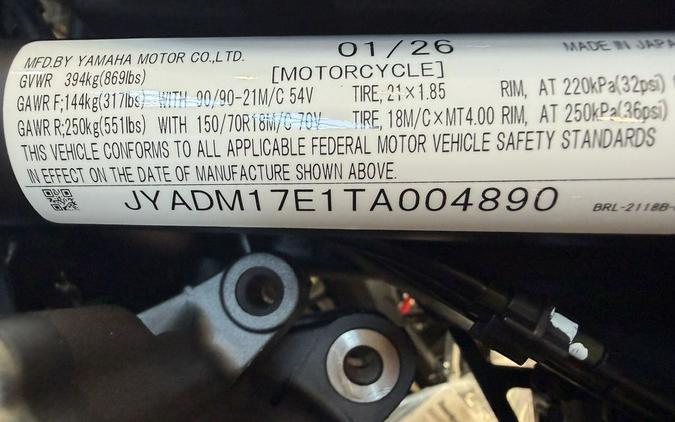 MFD.BY YAMAHA MOTOR CO.,LTD. 01/26 MADE IN JAPA
GVWR 394kg(869lbs) [MOTORCYCLE]
GAWR F;144kg(317lbs) WITH 90/90-21M/C 54V TIRE, 21×1.85 RIM, AT 220kPa(32psi)
GAWR R;250kg(551lbs) WITH 150/70R18M/C 70V TIRE, 18M/C×MT4.00 RIM, AT 250kPa(36psi)
THIS VEHICLE CONFORMS TO ALL APPLICABLE FEDERAL MOTOR VEHICLE SAFETY STANDARDS
IN EFFECT ON THE DATE OF MANUFACTURE SHOWN ABOVE.
JYADM17E1TA004890 BRL-2118B-